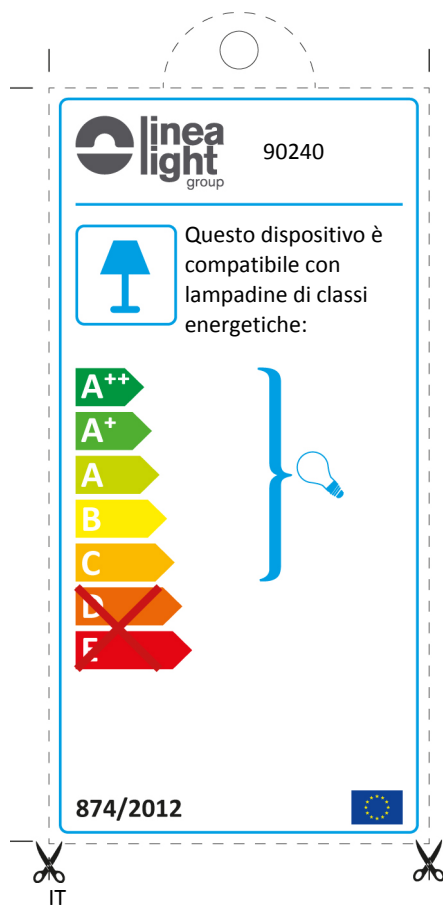 linea
light
group
90240
Questo dispositivo è
compatibile con
lampadine di classi
energetiche:
A++
A+
A
B
C
D
E
874/2012
IT